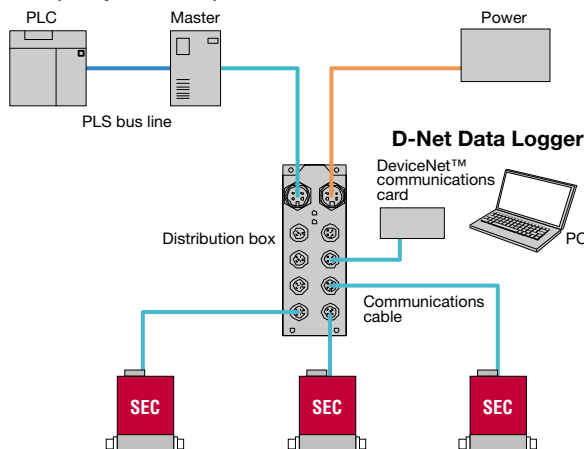 PLC
Master
Power
PLS bus line
D-Net Data Logger
DeviceNet™
communications
card
PC
Distribution box
Communications
cable
SEC
SEC
SEC